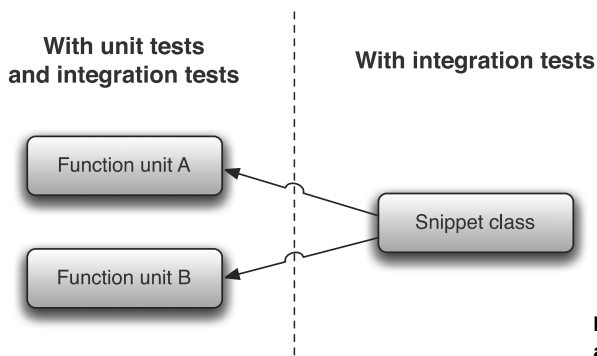 With unit tests
and integration tests
With integration tests
Function unit A
Snippet class
Function unit B